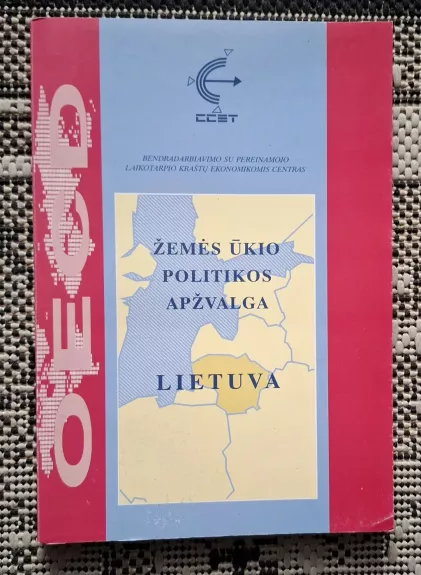 OECD
CCET
BENDRADARBIAVIMO SU PEREINAMOJO
LAIKOTARPIO KRAŠTŲ EKONOMIKOMIS CENTRAS
ŽEMĖS ŪKIO
POLITIKOS
APŽVALGA
LIETUVA